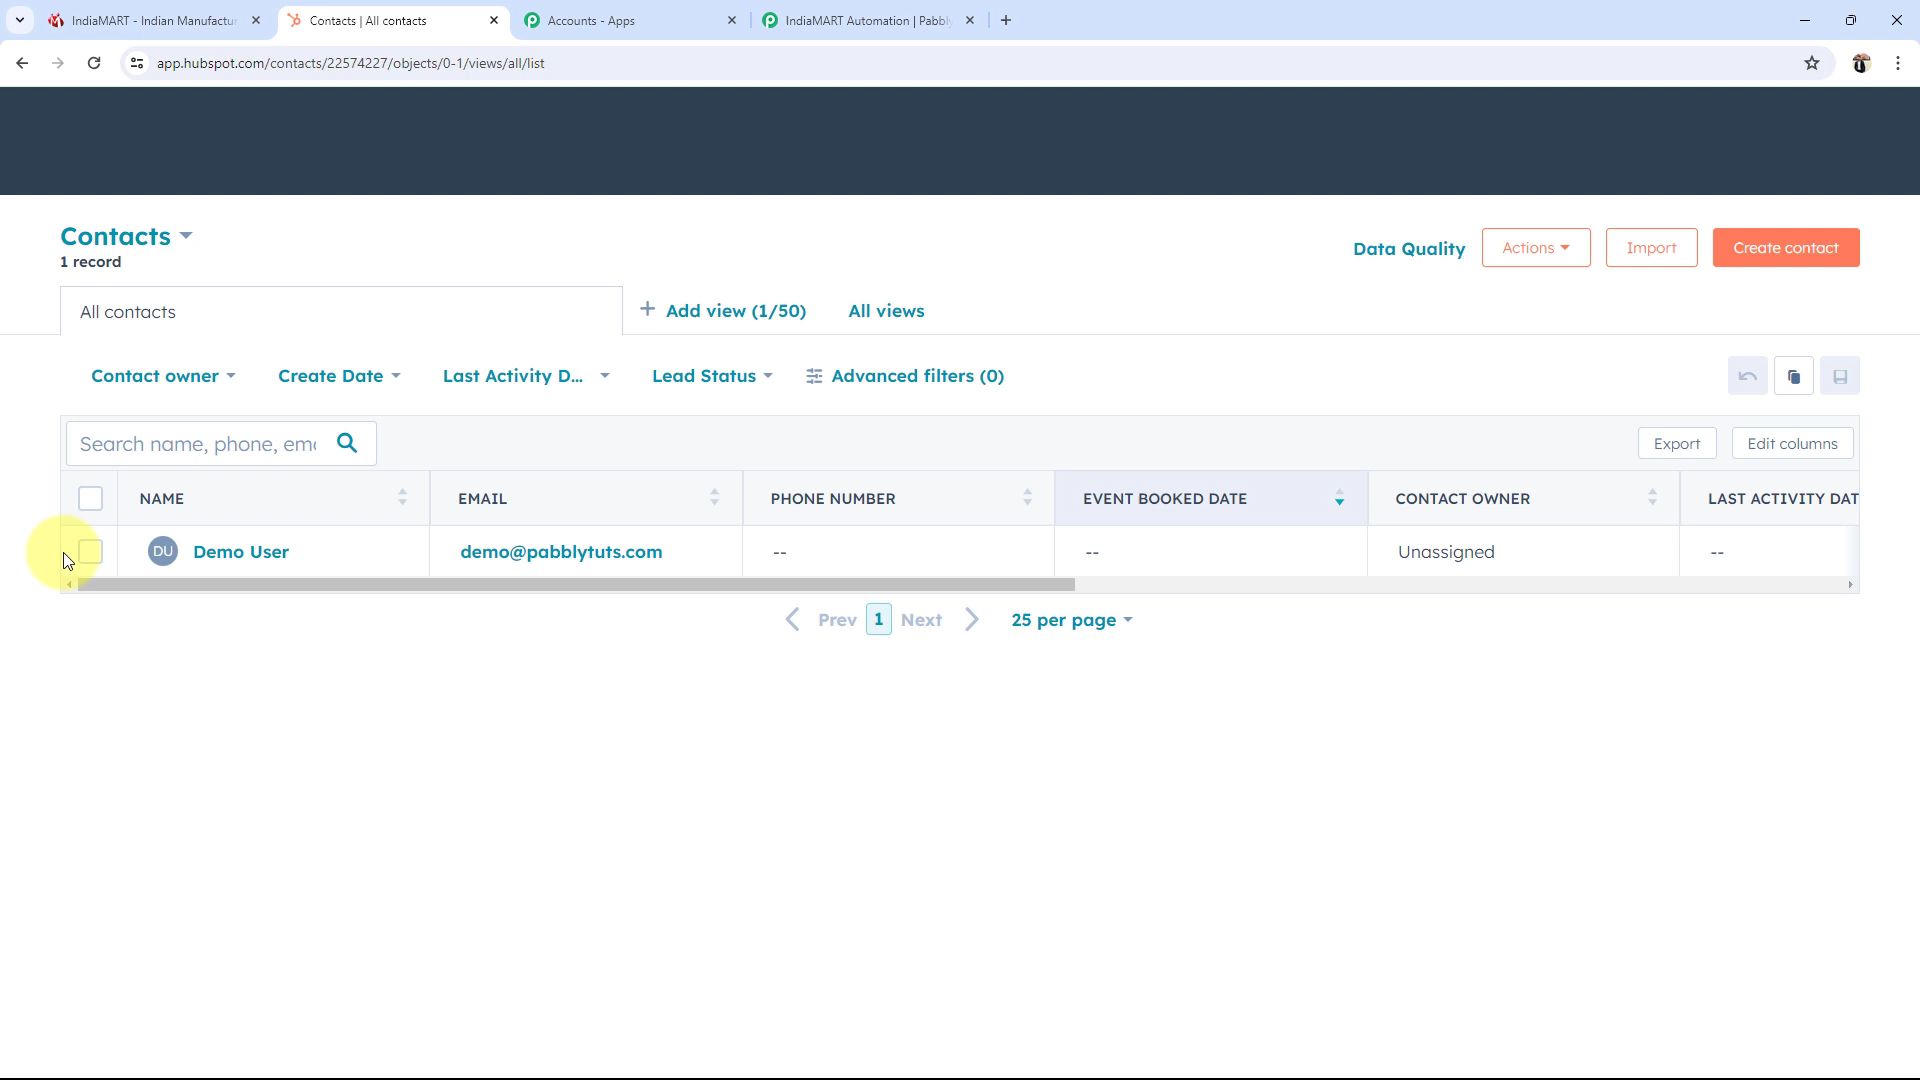 IndiaMART - Indian Manufactur
Contacts | All contacts
Accounts - Apps
IndiaMART Automation | Pabbl
app.hubspot.com/contacts/22574227/objects/0-1/views/all/list
Contacts
1 record
Data Quality
Actions
Import
Create contact
All contacts
+ Add view (1/50)
All views
Contact owner
Create Date
Last Activity D...
Lead Status
Advanced filters (0)
Search name, phone, ema
Export
Edit columns
NAME
EMAIL
PHONE NUMBER
EVENT BOOKED DATE
CONTACT OWNER
LAST ACTIVITY DAT
DU
Demo User
demo@pabblytuts.com
--
--
Unassigned
--
Prev
1
Next
25 per page